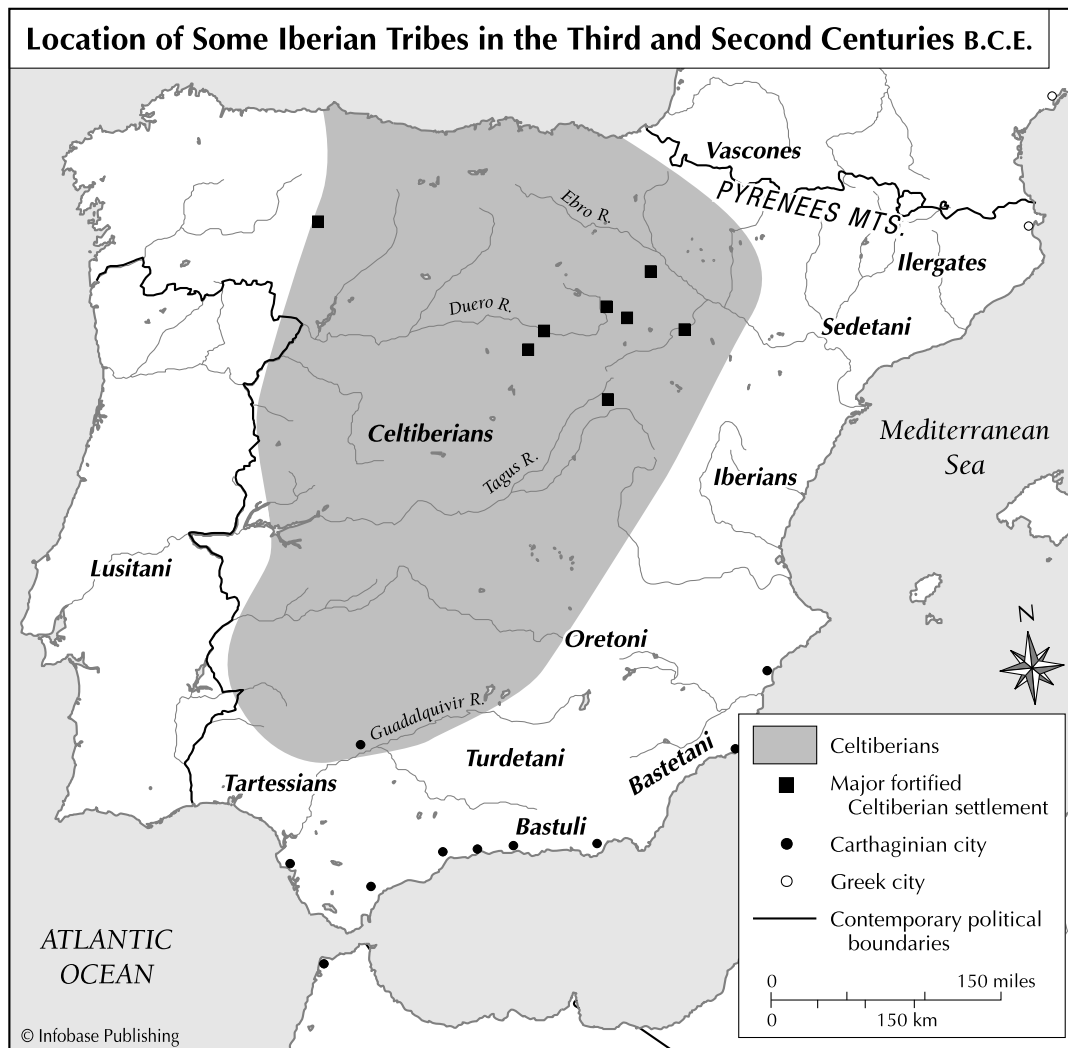 Location of Some Iberian Tribes in the Third and Second Centuries B.C.E.
Vascones
PYRENEES MTS.
Ebro R.
Ilergates
Duero R.
Sedetani
Celtiberians
Mediterranean
Sea
Tagus R.
Iberians
Lusitani
Oretoni
N
Guadalquivir R.
Turdetani
Bastetani
Tartessians
Bastuli
ATLANTIC
OCEAN
Celtiberians
Major fortified
Celtiberian settlement
Carthaginian city
Greek city
Contemporary political
boundaries
0 150 miles
0 150 km
© Infobase Publishing